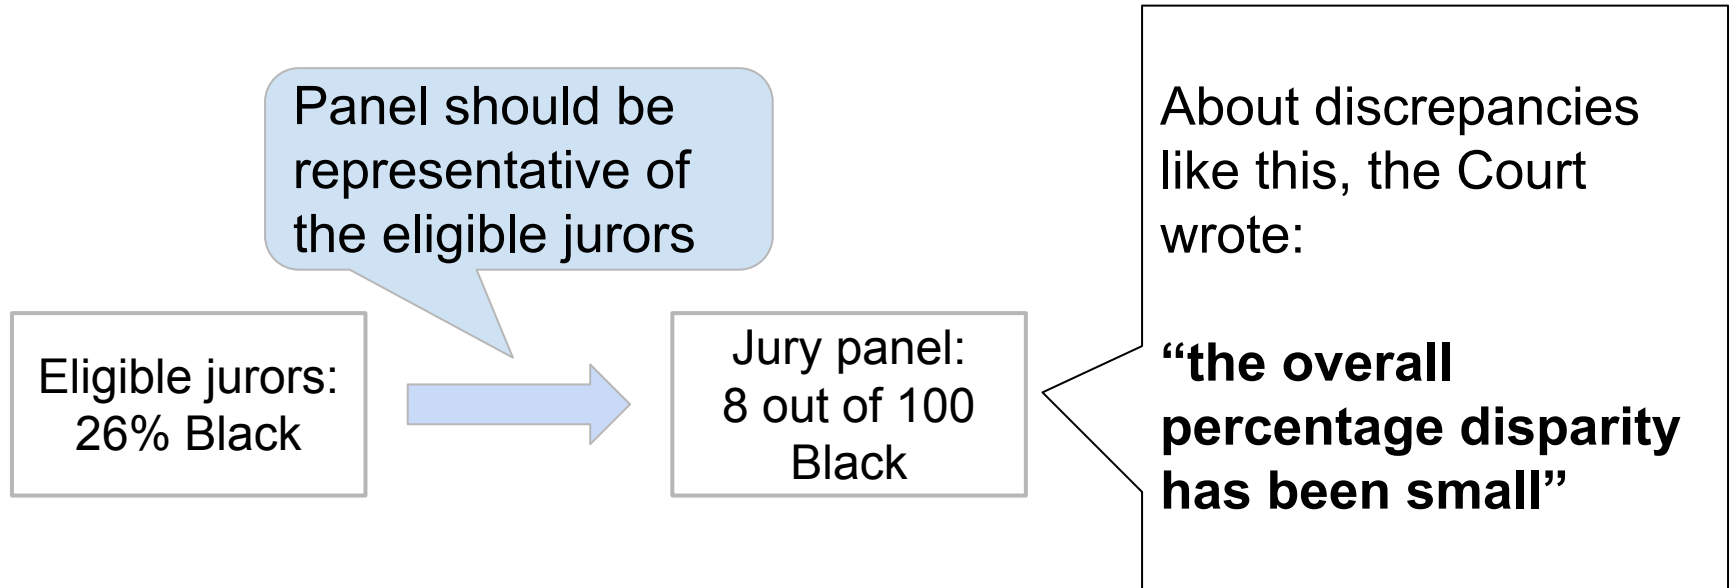 Panel should be
representative of
the eligible jurors
Eligible jurors:
26% Black
Jury panel:
8 out of 100
Black
About discrepancies
like this, the Court
wrote:
“the overall
percentage disparity
has been small”